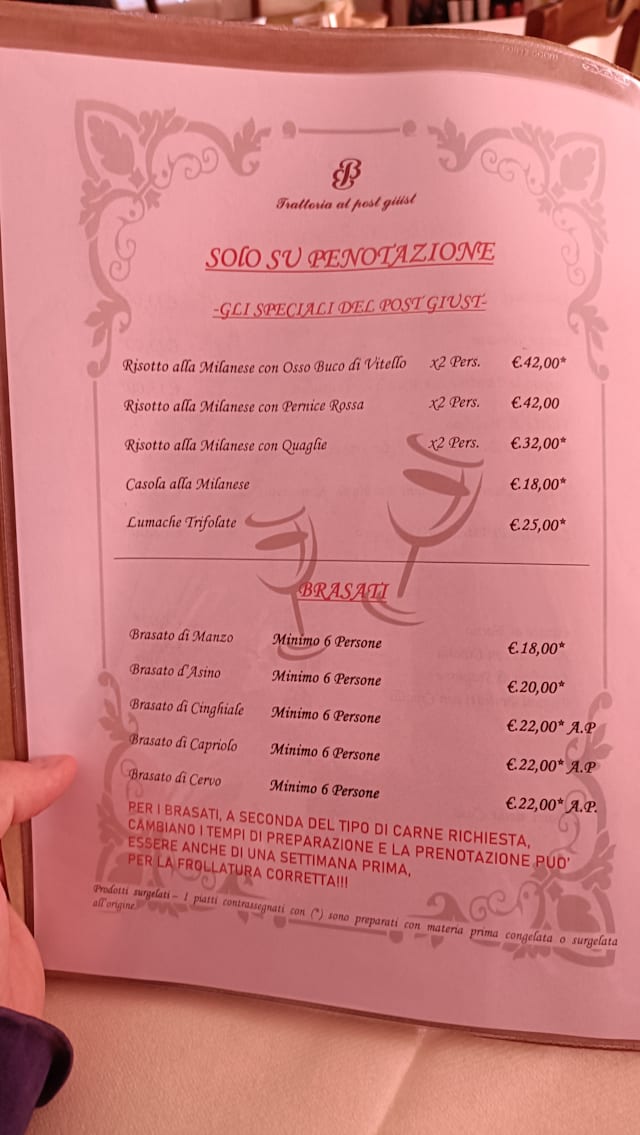 Trattoria al post giüst
SOlO SU PENOTAZIONE
-GLI SPECIALI DEL POST GIUST-
Risotto alla Milanese con Osso Buco di Vitello x2 Pers. €.42,00*
Risotto alla Milanese con Pernice Rossa x2 Pers. €.42,00
Risotto alla Milanese con Quaglie x2 Pers. €.32,00*
Casola alla Milanese €.18,00*
Lumache Trifolate €.25,00*
BRASATI
Brasato di Manzo Minimo 6 Persone €.18,00*
Brasato d'Asino Minimo 6 Persone €.20,00*
Brasato di Cinghiale Minimo 6 Persone €.22,00* A.P
Brasato di Capriolo Minimo 6 Persone €.22,00* A.P
Brasato di Cervo Minimo 6 Persone €.22,00* A.P.
PER I BRASATI, A SECONDA DEL TIPO DI CARNE RICHIESTA,
CAMBIANO I TEMPI DI PREPARAZIONE E LA PRENOTAZIONE PUO'
ESSERE ANCHE DI UNA SETTIMANA PRIMA,
PER LA FROLLATURA CORRETTA!!!
Prodotti surgelati – I piatti contrassegnati con (*) sono preparati con materia prima congelata o surgelata
all'origine.